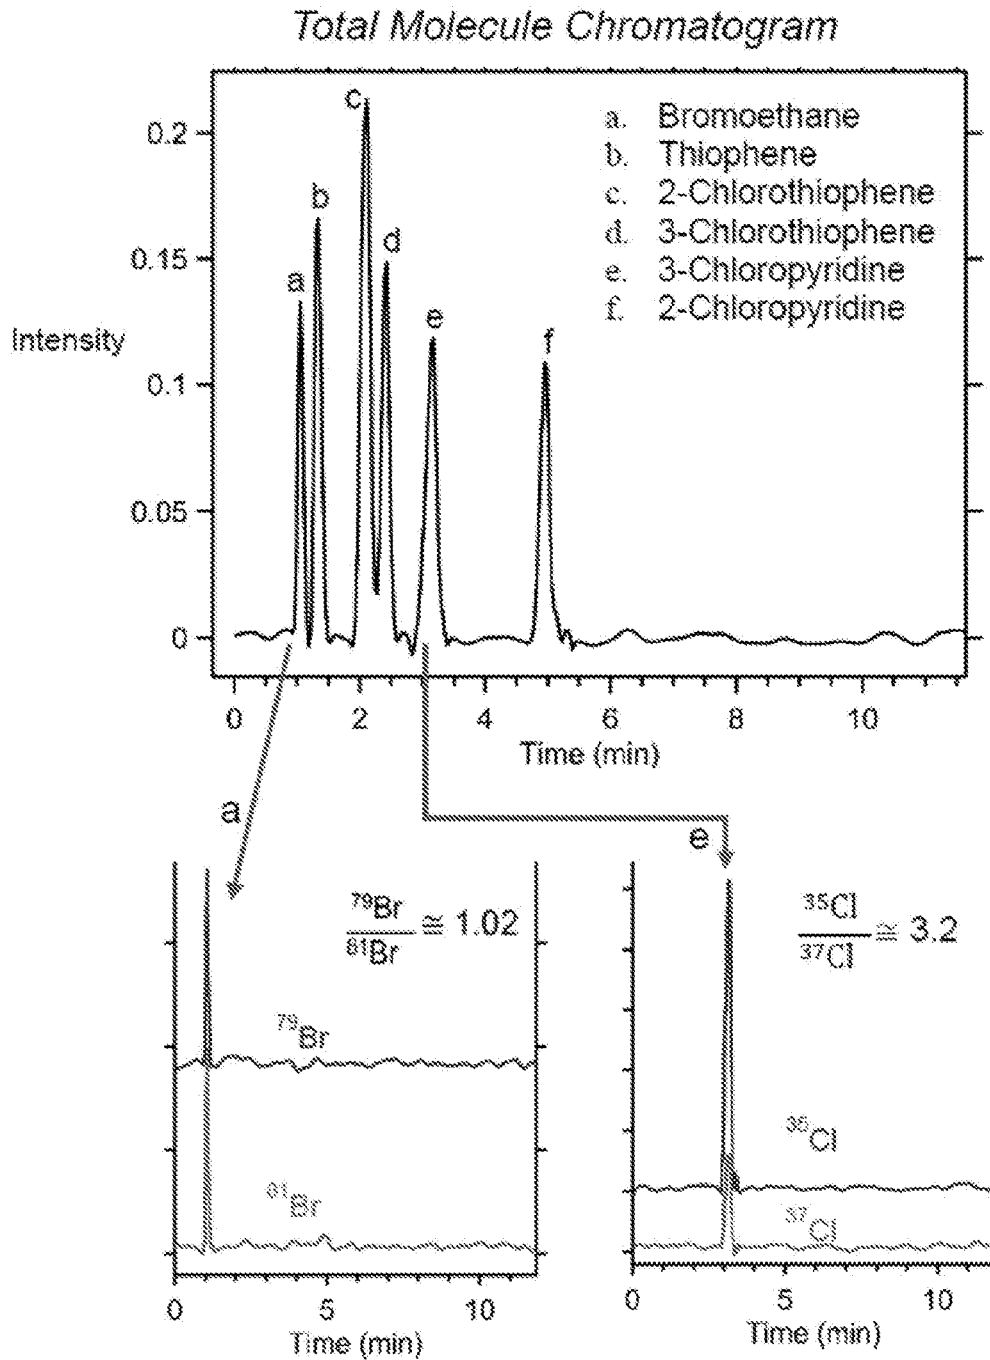 Total Molecule Chromatogram
a. Bromoethane
b. Thiophene
c. 2-Chlorothiophene
d. 3-Chlorothiophene
e. 3-Chloropyridine
f. 2-Chloropyridine
c
b
d
a
e
f
Intensity
0.2
0.15
0.1
0.05
0
0 2 4 6 8 10
Time (min)
a
e
⁷⁹Br
⁸¹Br ≅ 1.02
⁷⁹Br
⁸¹Br
0 5 10
Time (min)
³⁵Cl
³⁷Cl ≅ 3.2
³⁵Cl
³⁷Cl
0 5 10
Time (min)